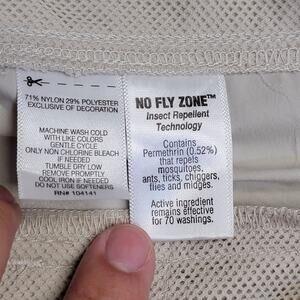 71% NYLON 29% POLYESTER
EXCLUSIVE OF DECORATION
MACHINE WASH COLD
WITH LIKE COLORS
GENTLE CYCLE
ONLY NON CHLORINE BLEACH
IF NEEDED
TUMBLE DRY LOW
REMOVE PROMPTLY
COOL IRON IF NEEDED
DO NOT USE SOFTENERS
RN# 104141
NO FLY ZONE™
Insect Repellent
Technology
Contains
Permethrin (0.52%)
that repels
mosquitoes,
ants, ticks, chiggers,
flies and midges.
Active ingredient
remains effective
for 70 washings.